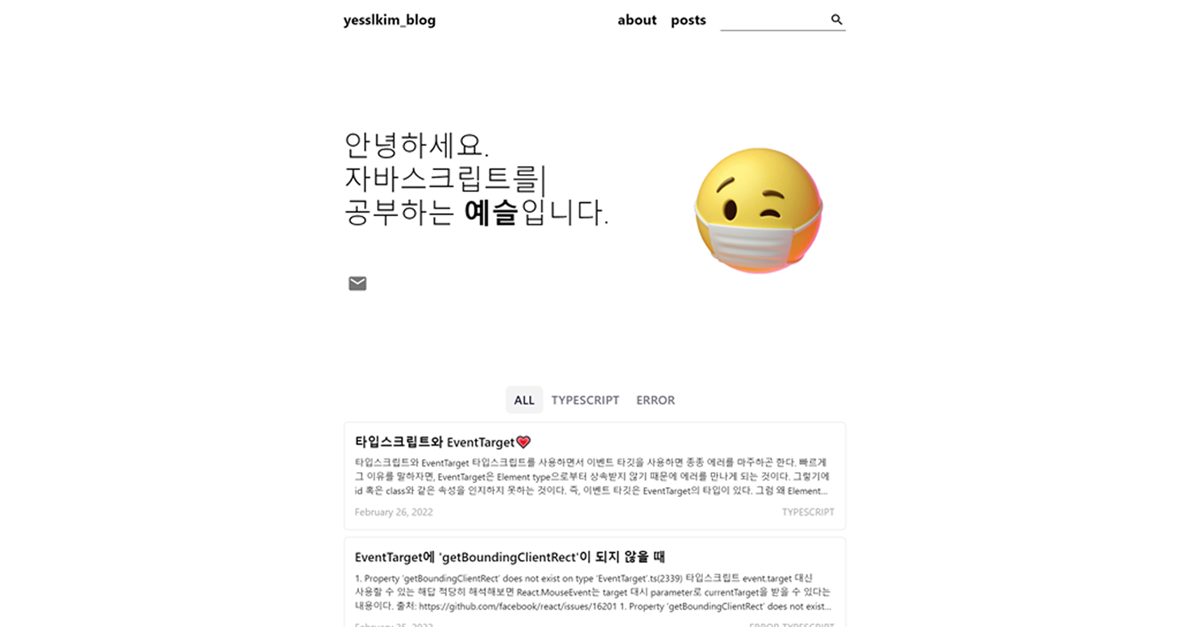 yesslkim_blog
about posts
안녕하세요.
자바스크립트를
공부하는 예슬입니다.
ALL TYPESCRIPT ERROR
타입스크립트와 EventTarget💗
타입스크립트와 EventTarget 타입스크립트를 사용하면서 이벤트 타깃을 사용하면 종종 에러를 마주하곤 한다. 빠르게
그 이유를 말하자면, EventTarget은 Element type으로부터 상속받지 않기 때문에 에러를 만나게 되는 것이다. 그렇기에
id 혹은 class와 같은 속성을 인지하지 못하는 것이다. 즉, 이벤트 타깃은 EventTarget의 타입이 있다. 그럼 왜 Element...
February 26, 2022 TYPESCRIPT
EventTarget에 'getBoundingClientRect'이 되지 않을 때
1. Property 'getBoundingClientRect' does not exist on type 'EventTarget'.ts(2339) 타입스크립트 event.target 대신
사용할 수 있는 해답 적당히 해석해보면 React.MouseEvent는 target 대시 parameter로 currentTarget을 받을 수 있다는
내용이다. 출처: https://github.com/facebook/react/issues/16201 1. Property 'getBoundingClientRect' does not exist...
February 25, 2022 ERROR TYPESCRIPT